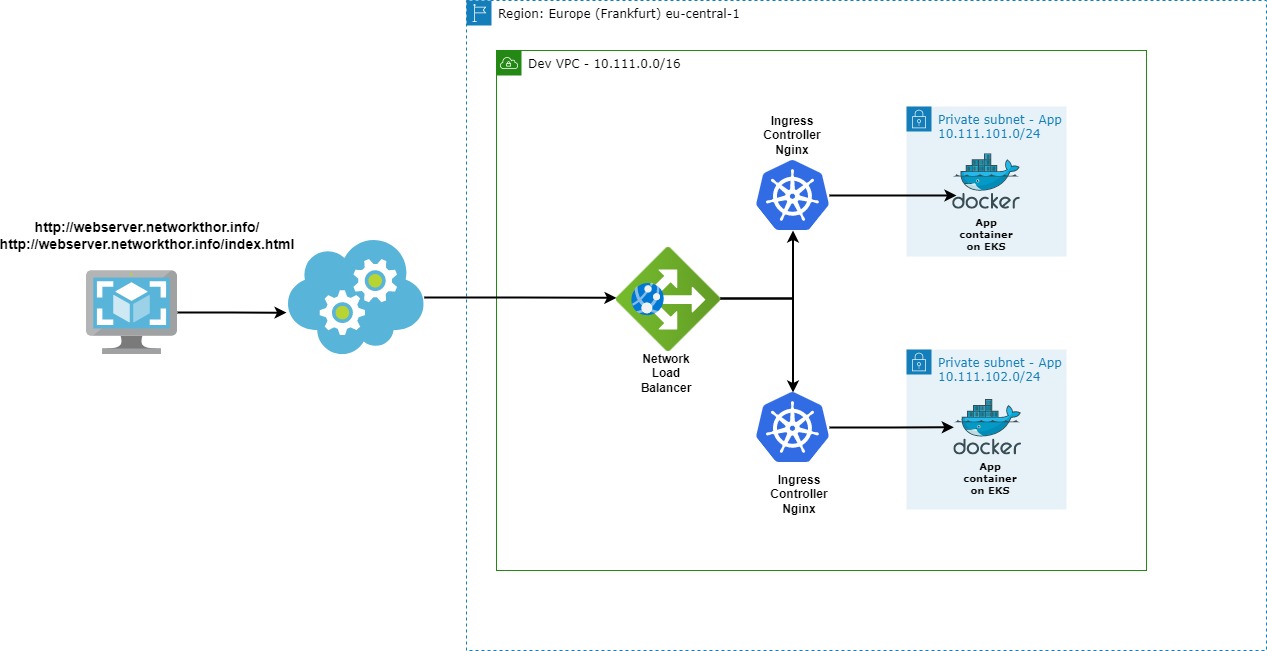 Region: Europe (Frankfurt) eu-central-1
Dev VPC - 10.111.0.0/16
http://webserver.networkthor.info/
http://webserver.networkthor.info/index.html
Network
Load
Balancer
Ingress
Controller
Nginx
Private subnet - App
10.111.101.0/24
docker
App
container
on EKS
Ingress
Controller
Nginx
Private subnet - App
10.111.102.0/24
docker
App
container
on EKS